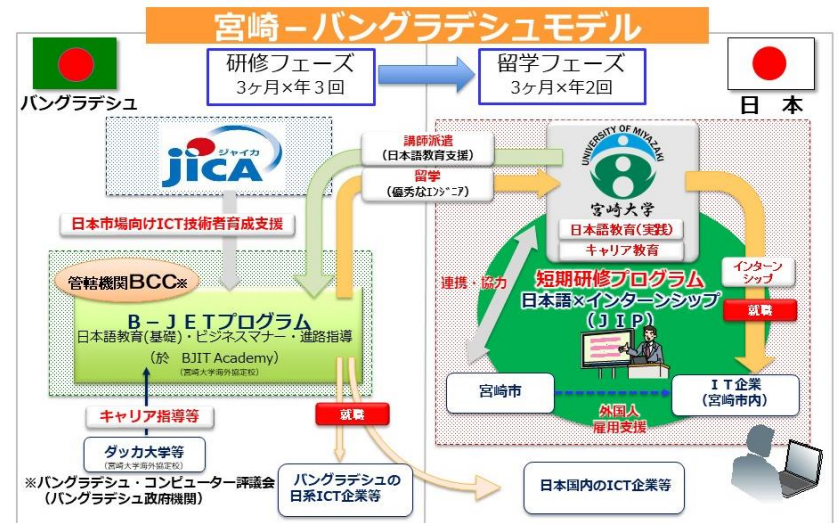 宮崎－バングラデシュモデル
バングラデシュ
研修フェーズ
3ヶ月×年３回
留学フェーズ
3ヶ月×年2回
日　本
ジャイカ
JICA
講師派遣
(日本語教育支援)
留学
(優秀なｴﾝｼﾞﾆｱ)
UNIVERSITY OF MIYAZAKI
宮崎大学
日本語教育(実践)
キャリア教育
日本市場向けICT技術者育成支援
管轄機関BCC※
B－JETプログラム
日本語教育(基礎)・ビジネスマナー・進路指導
（於　BJIT Academy）
(宮崎大学海外協定校)
連携・協力
短期研修プログラム
日本語×インターンシップ
（ＪＩＰ）
インターン
シップ
就職
宮崎市
ＩＴ企業
（宮崎市内）
外国人
雇用支援
キャリア指導等
就職
ダッカ大学等
(宮崎大学海外協定校)
※バングラデシュ・コンピューター評議会
（バングラデシュ政府機関）
バングラデシュの
日系ICT企業等
日本国内のICT企業等